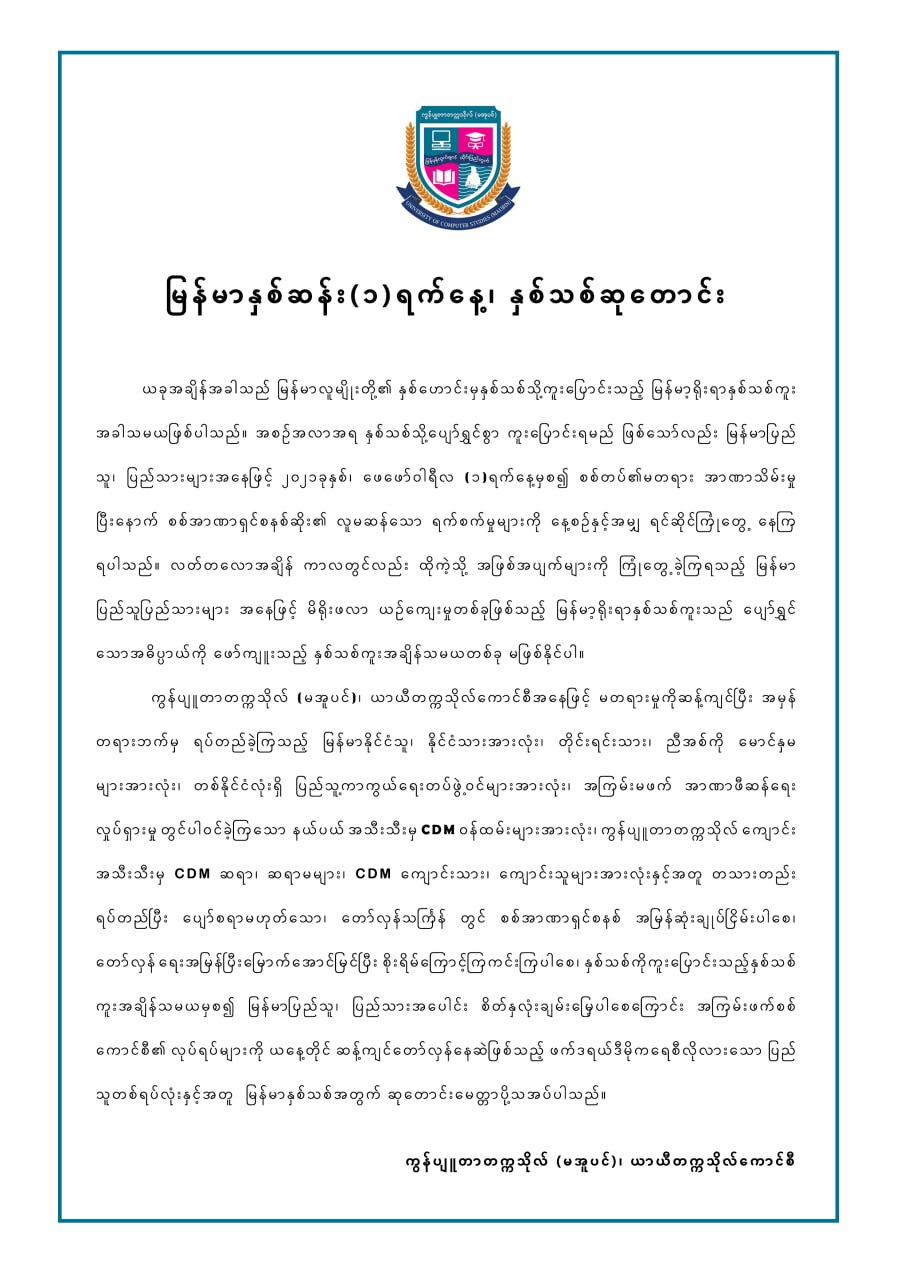 ကွန်ပျူတာတက္ကသိုလ် (မအူပင်)
UNIVERSITY OF COMPUTER STUDIES (MAUBIN)
မြန်မာနှစ်ဆန်း(၁)ရက်နေ့၊ နှစ်သစ်ဆုတောင်း
ယခုအချိန်အခါသည် မြန်မာလူမျိုးတို့၏ နှစ်ဟောင်းမှနှစ်သစ်သို့ကူးပြောင်းသည့် မြန်မာ့ရိုးရာနှစ်သစ်ကူး
အခါသမယဖြစ်ပါသည်။ အစဉ်အလာအရ နှစ်သစ်သို့ပျော်ရွှင်စွာ ကူးပြောင်းရမည် ဖြစ်သော်လည်း မြန်မာပြည်
သူ၊ ပြည်သားများအနေဖြင့် ၂၀၂၁ခုနှစ်၊ ဖေဖော်ဝါရီလ (၁)ရက်နေ့မှစ၍ စစ်တပ်၏မတရား အာဏာသိမ်းမှု
ပြီးနောက် စစ်အာဏာရှင်စနစ်ဆိုး၏ လူမဆန်သော ရက်စက်မှုများကို နေ့စဉ်နှင့်အမျှ ရင်ဆိုင်ကြုံတွေ့ နေကြ
ရပါသည်။ လတ်တလောအချိန် ကာလတွင်လည်း ထိုကဲ့သို့ အဖြစ်အပျက်များကို ကြုံတွေ့ခဲ့ကြရသည့် မြန်မာ
ပြည်သူပြည်သားများ အနေဖြင့် မိရိုးဖလာ ယဉ်ကျေးမှုတစ်ခုဖြစ်သည့် မြန်မာ့ရိုးရာနှစ်သစ်ကူးသည် ပျော်ရွှင်
သောအဓိပ္ပာယ်ကို ဖော်ကျူးသည့် နှစ်သစ်ကူးအချိန်သမယတစ်ခု မဖြစ်နိုင်ပါ။
ကွန်ပျူတာတက္ကသိုလ် (မအူပင်)၊ ယာယီတက္ကသိုလ်ကောင်စီအနေဖြင့် မတရားမှုကိုဆန့်ကျင်ပြီး အမှန်
တရားဘက်မှ ရပ်တည်ခဲ့ကြသည့် မြန်မာနိုင်ငံသူ၊ နိုင်ငံသားအားလုံး၊ တိုင်းရင်းသား၊ ညီအစ်ကို မောင်နှမ
များအားလုံး၊ တစ်နိုင်ငံလုံးရှိ ပြည်သူ့ကာကွယ်ရေးတပ်ဖွဲ့ဝင်များအားလုံး၊ အကြမ်းမဖက် အာဏာဖီဆန်ရေး
လှုပ်ရှားမှု တွင်ပါဝင်ခဲ့ကြသော နယ်ပယ် အသီးသီးမှ CDM ဝန်ထမ်းများအားလုံး၊ ကွန်ပျူတာတက္ကသိုလ် ကျောင်း
အသီးသီးမှ CDM ဆရာ၊ ဆရာမများ၊ CDM ကျောင်းသား၊ ကျောင်းသူများအားလုံးနှင့်အတူ တသားတည်း
ရပ်တည်ပြီး ပျော်စရာမဟုတ်သော၊ တော်လှန်သင်္ကြန် တွင် စစ်အာဏာရှင်စနစ် အမြန်ဆုံးချုပ်ငြိမ်းပါစေ၊
တော်လှန် ရေးအမြန်ပြီးမြောက်အောင်မြင်ပြီး စိုးရိမ်ကြောင့်ကြကင်းကြပါစေ၊ နှစ်သစ်ကိုကူးပြောင်းသည့်နှစ်သစ်
ကူးအချိန်သမယမှစ၍ မြန်မာပြည်သူ၊ ပြည်သားအပေါင်း စိတ်နှလုံးချမ်းမြေ့ပါစေကြောင်း အကြမ်းဖက်စစ်
ကောင်စီ၏ လုပ်ရပ်များကို ယနေ့တိုင် ဆန့်ကျင်တော်လှန်နေဆဲဖြစ်သည့် ဖက်ဒရယ်ဒီမိုကရေစီလိုလားသော ပြည်
သူတစ်ရပ်လုံးနှင့်အတူ မြန်မာနှစ်သစ်အတွက် ဆုတောင်းမေတ္တာပို့သအပ်ပါသည်။
ကွန်ပျူတာတက္ကသိုလ် (မအူပင်)၊ ယာယီတက္ကသိုလ်ကောင်စီ